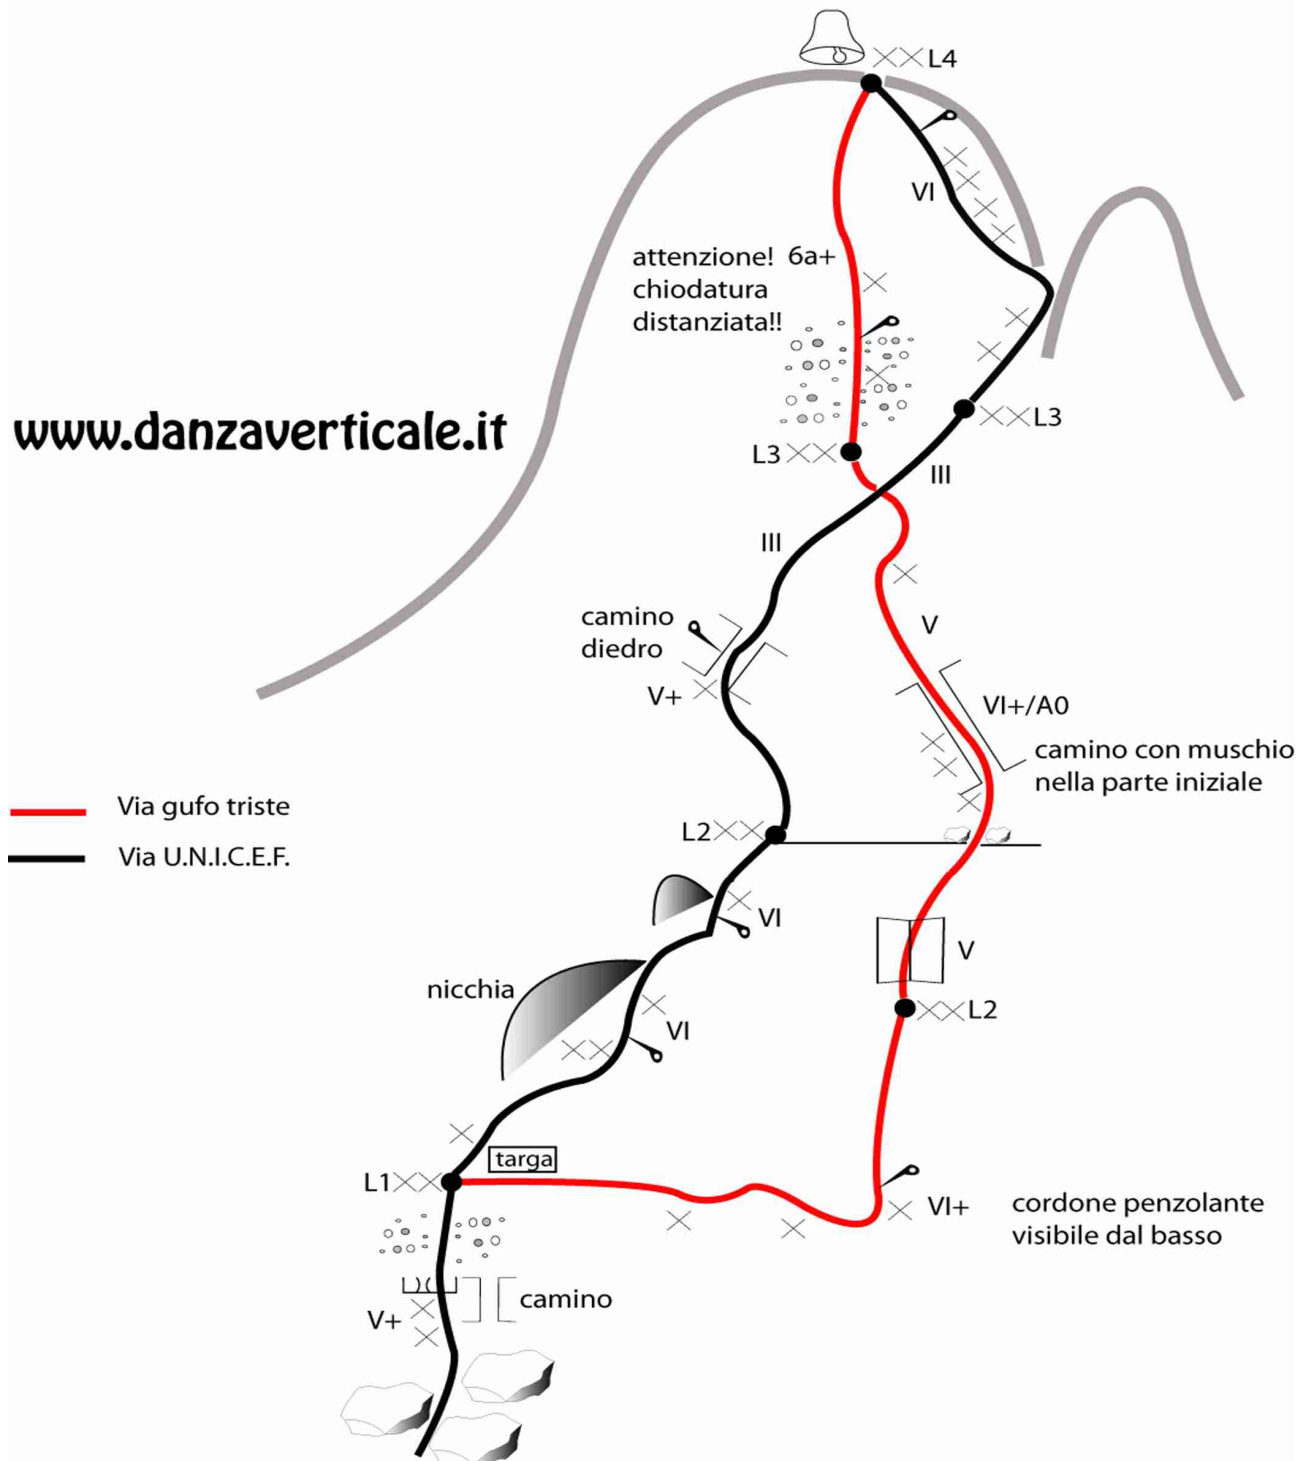 L4
VI
attenzione! 6a+
chiodatura
distanziata!!
www.danzaverticale.it
L3
L3
III
III
camino
diedro
V
V+
VI+/A0
camino con muschio
nella parte iniziale
Via gufo triste
Via U.N.I.C.E.F.
L2
VI
V
nicchia
L2
VI
targa
L1
VI+
cordone penzolante
visibile dal basso
camino
V+